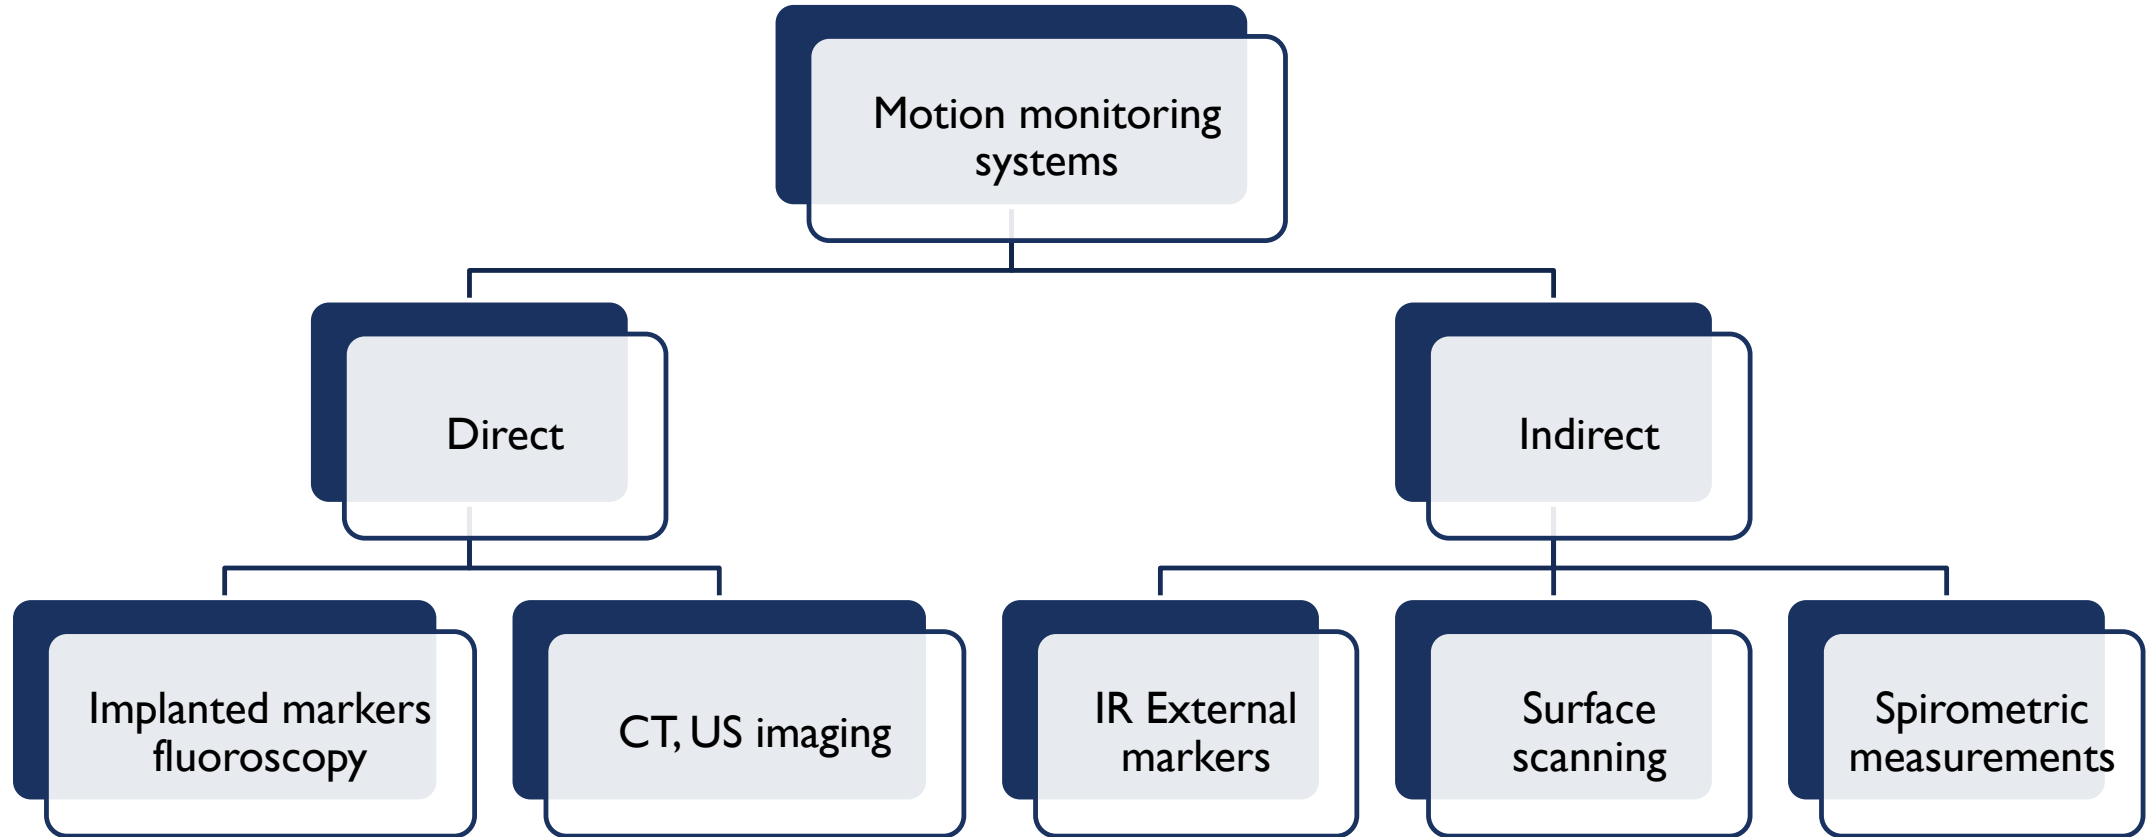 Motion monitoring
systems
Direct
Indirect
Implanted markers
fluoroscopy
CT, US imaging
IR External
markers
Surface
scanning
Spirometric
measurements